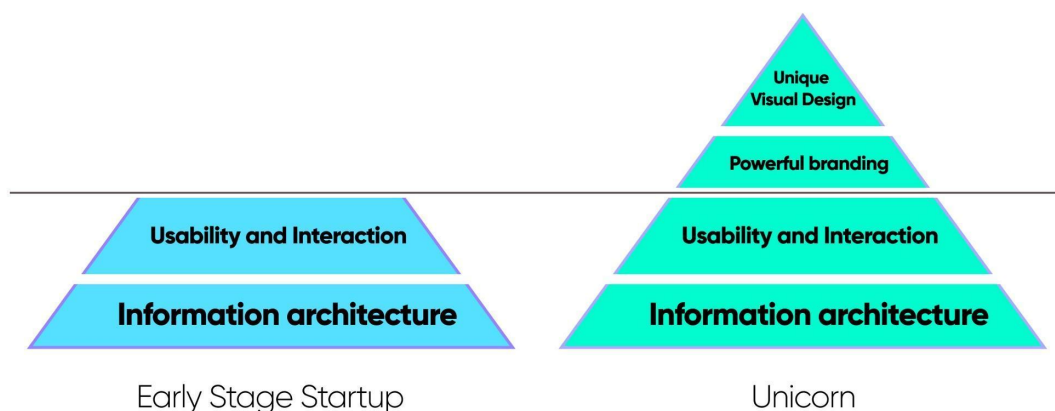 Unique
Visual Design
Powerful branding
Usability and Interaction
Usability and Interaction
Information architecture
Information architecture
Early Stage Startup
Unicorn